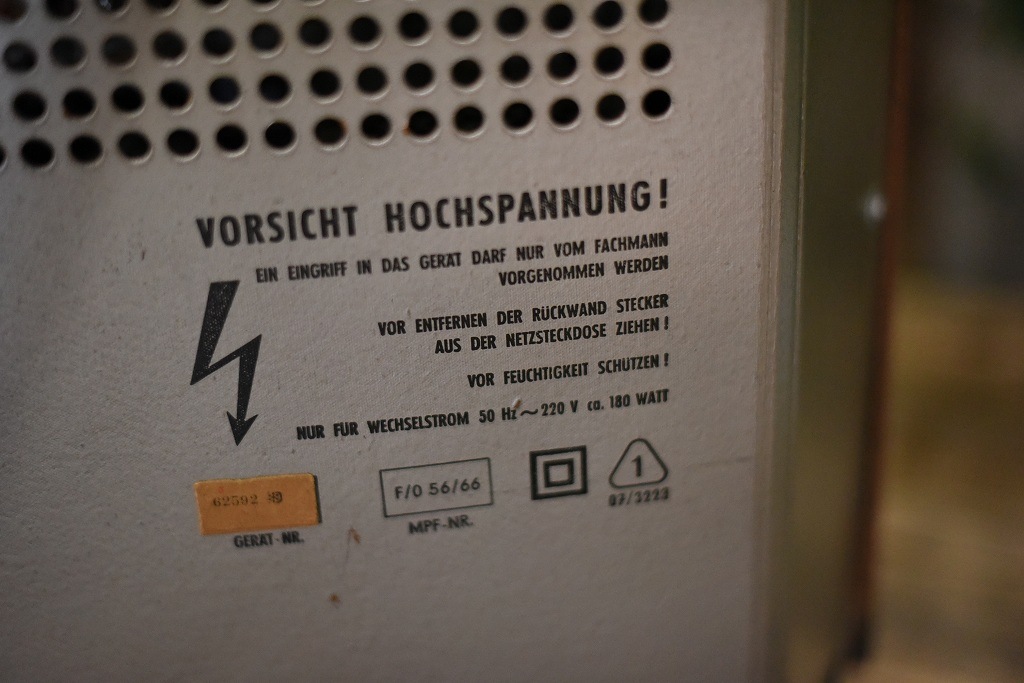 VORSICHT HOCHSPANNUNG!
EIN EINGRIFF IN DAS GERÄT DARF NUR VOM FACHMANN
VORGENOMMEN WERDEN
VOR ENTFERNEN DER RÜCKWAND STECKER
AUS DER NETZSTECKDOSE ZIEHEN!
VOR FEUCHTIGKEIT SCHÜTZEN!
NUR FÜR WECHSELSTROM 50 Hz ~ 220 V ca. 180 WATT
62592
GERÄT-NR.
F/O 56/66
MPF-NR.
1
07/3223